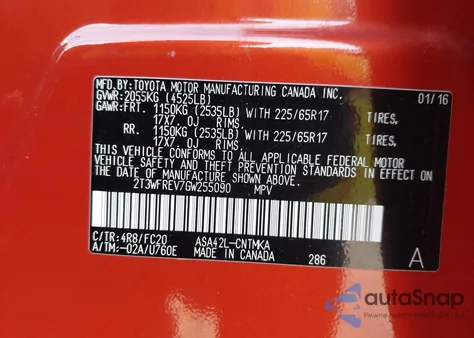 MFD.BY: TOYOTA MOTOR MANUFACTURING CANADA INC. 01/16
GVWR: 2055KG (4525LB)
GAWR: FRT. 1150KG (2535LB) WITH 225/65R17 TIRES,
17X7. OJ RIMS.
RR. 1150KG (2535LB) WITH 225/65R17 TIRES,
17X7. OJ RIMS.
THIS VEHICLE CONFORMS TO ALL APPLICABLE FEDERAL MOTOR
VEHICLE SAFETY AND THEFT PREVENTION STANDARDS IN EFFECT ON
THE DATE OF MANUFACTURE SHOWN ABOVE.
2T3WFREV7GW255090 MPV
C/TR: 4R8/FC20 ASA42L-CNTMKA
A/TM: -02A/U760E MADE IN CANADA 286 A
autoSnap